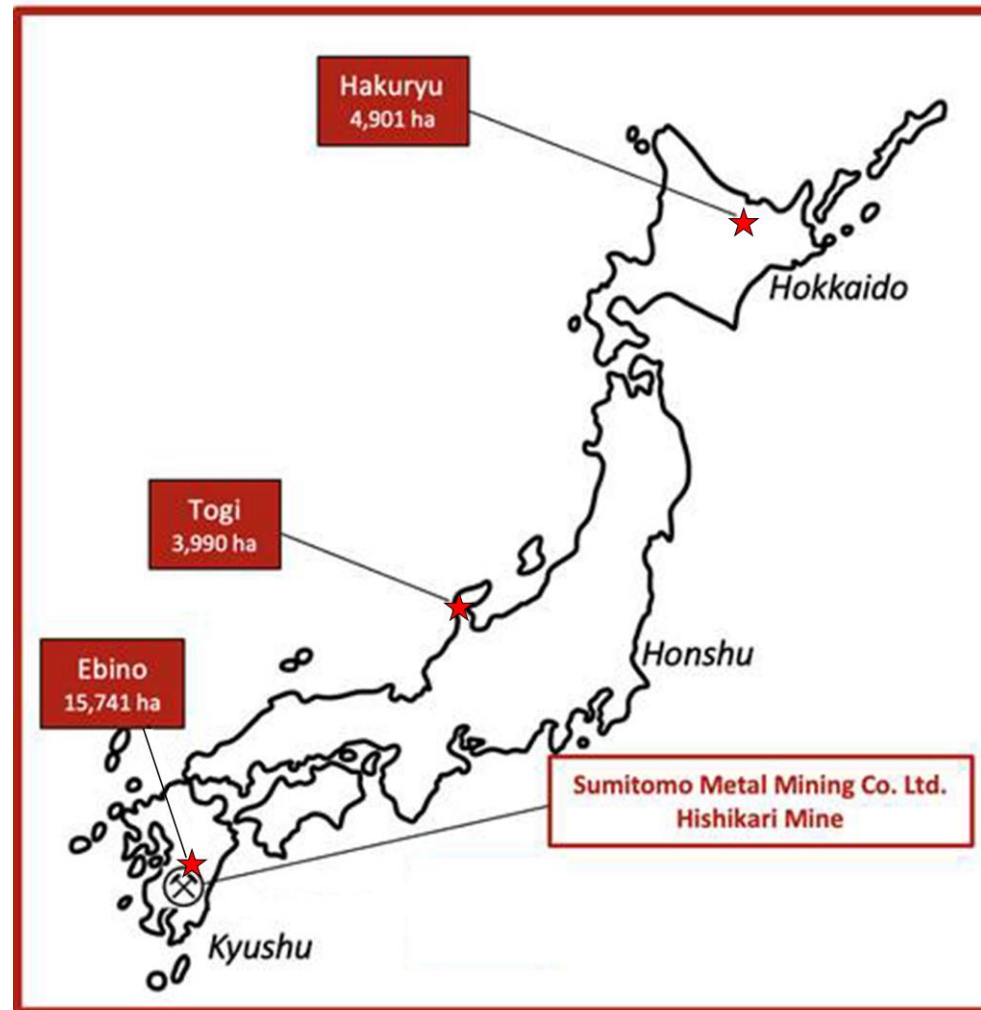 Hakuryu
4,901 ha
Hokkaido
Togi
3,990 ha
Honshu
Ebino
15,741 ha
Sumitomo Metal Mining Co. Ltd.
Hishikari Mine
Kyushu